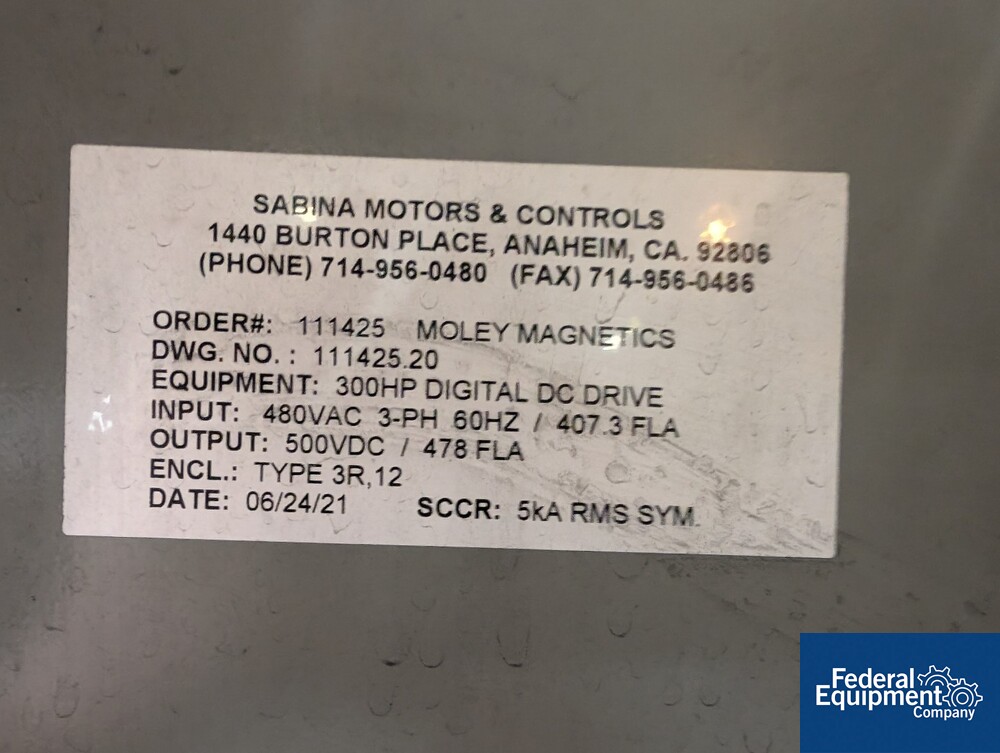 SABINA MOTORS & CONTROLS
1440 BURTON PLACE, ANAHEIM, CA. 92806
(PHONE) 714-956-0480 (FAX) 714-956-0486
ORDER#: 111425 MOLEY MAGNETICS
DWG. NO. : 111425.20
EQUIPMENT: 300HP DIGITAL DC DRIVE
INPUT: 480VAC 3-PH 60HZ / 407.3 FLA
OUTPUT: 500VDC / 478 FLA
ENCL.: TYPE 3R,12
DATE: 06/24/21 SCCR: 5kA RMS SYM.
Federal
Equipment
Company